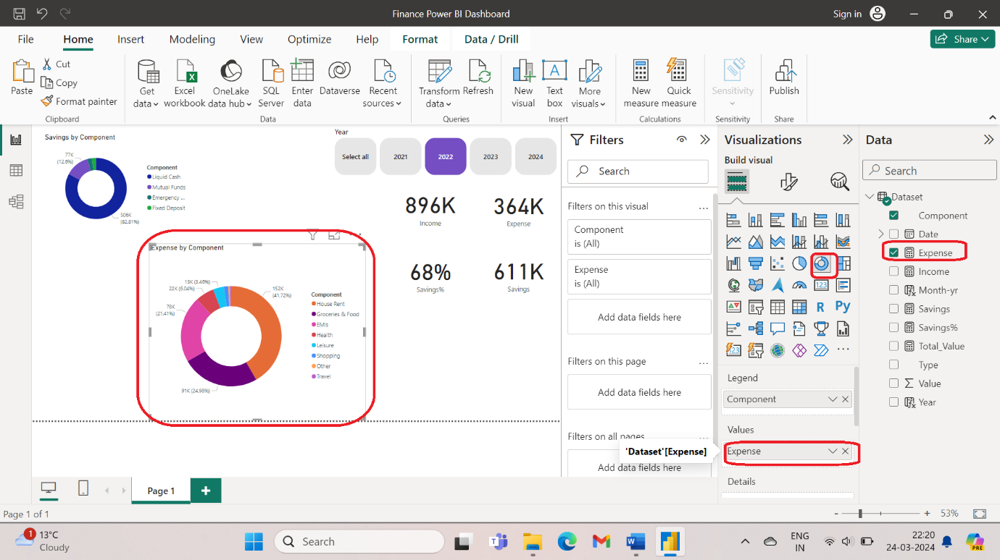 Finance Power BI Dashboard
Sign in
File Home Insert Modeling View Optimize Help Format Data / Drill
Share
Paste
Cut
Copy
Format painter
Clipboard
Get data
Excel workbook
OneLake data hub
SQL Server
Enter data
Dataverse
Recent sources
Data
Transform data
Refresh
Queries
New visual
Text box
More visuals
Insert
New measure
Quick measure
Calculations
Sensitivity
Sensitivity
Publish
Share
Savings by Component
77K
(12.6%)
506K
(82.81%)
Component
Liquid Cash
Mutual Funds
Emergency ...
Fixed Deposit
Year
Select all 2021 2022 2023 2024
896K
Income
364K
Expense
68%
Savings%
611K
Savings
Expense by Component
13K (3.46%)
22K (6.04%)
78K
(21.41%)
152K
(41.72%)
91K (24.98%)
Component
House Rent
Groceries & Food
EMIs
Health
Leisure
Shopping
Other
Travel
Filters
Search
Filters on this visual ...
Component
is (All)
Expense
is (All)
Add data fields here
Filters on this page ...
Add data fields here
Filters on all pages ...
Add data fields here
'Dataset'[Expense]
Visualizations
Build visual
123
R Py
123
...
Legend
Component
Values
Expense
Details
Data
Search
Dataset
Component
Date
Expense
Income
Month-yr
Savings
Savings%
Total_Value
Type
Value
Year
Page 1
Page 1 of 1
- + 53%
1
13°C
Cloudy
Search
ENG
IN
22:20
24-03-2024
PRE